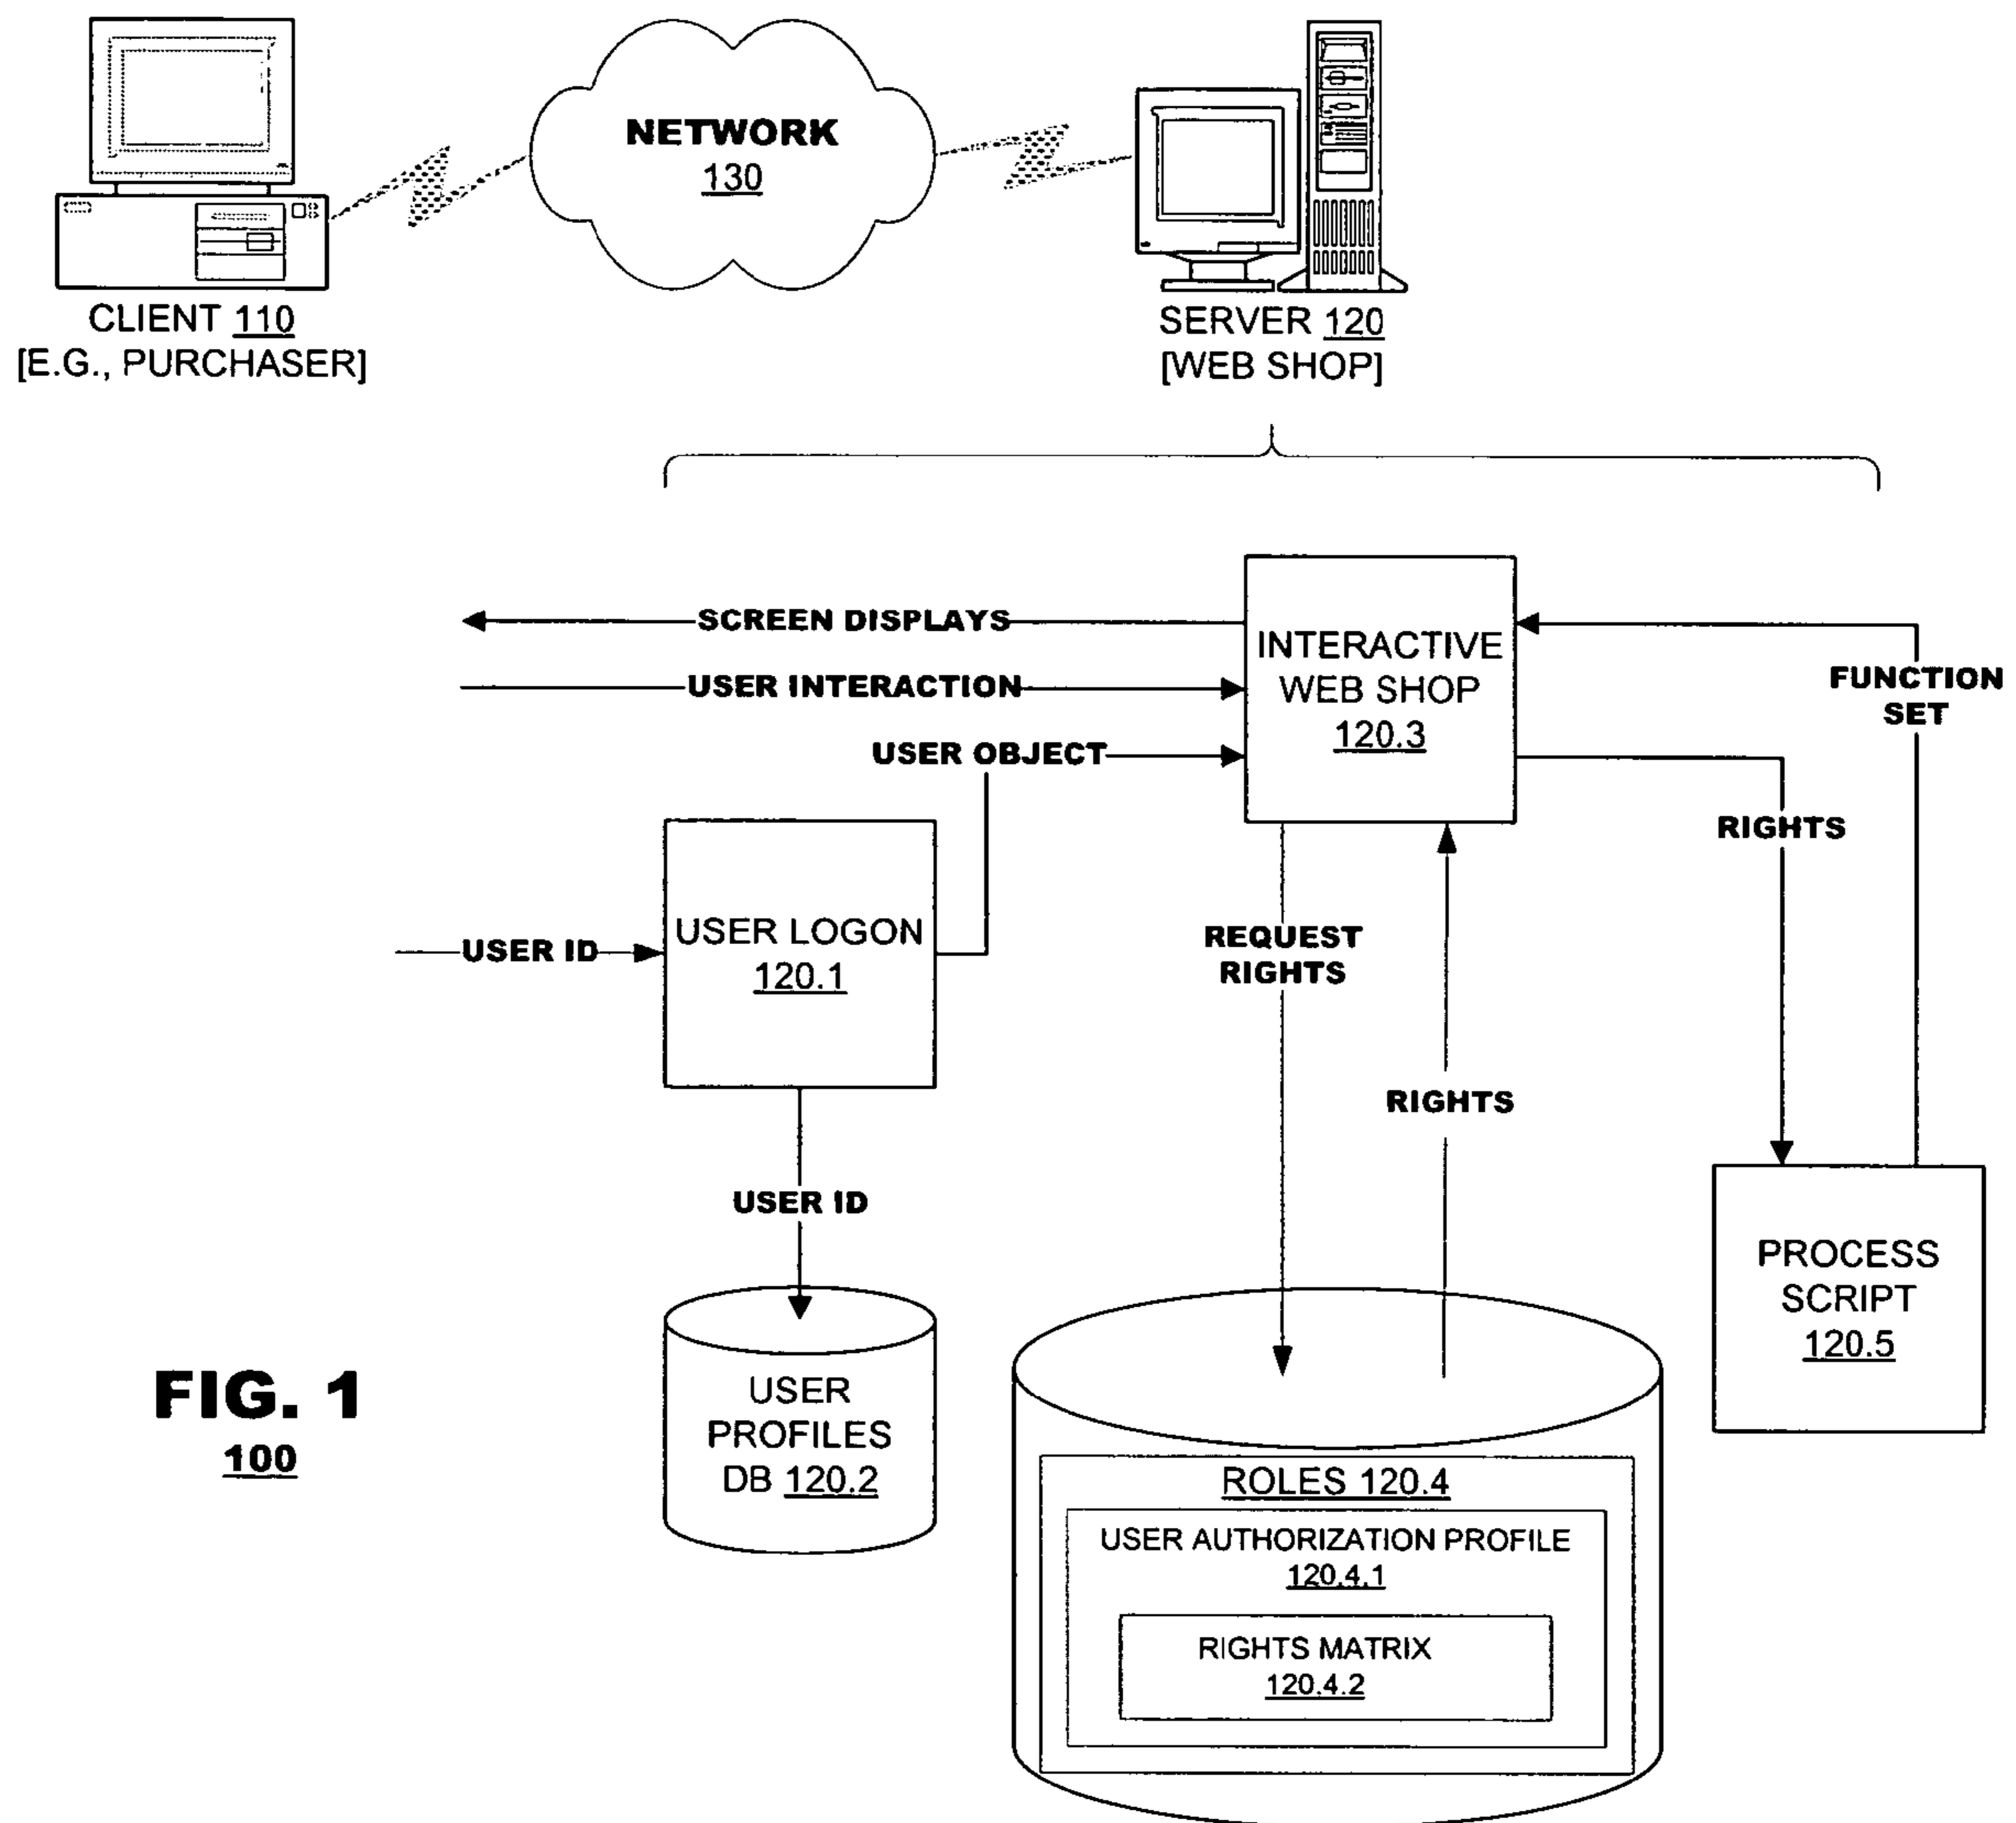 NETWORK
130
CLIENT 110
[E.G., PURCHASER]
SERVER 120
[WEB SHOP]
SCREEN DISPLAYS
USER INTERACTION
USER OBJECT
INTERACTIVE
WEB SHOP
120.3
FUNCTION
SET
RIGHTS
USER ID
USER LOGON
120.1
REQUEST
RIGHTS
RIGHTS
USER ID
PROCESS
SCRIPT
120.5
USER
PROFILES
DB 120.2
FIG. 1
100
ROLES 120.4
USER AUTHORIZATION PROFILE
120.4.1
RIGHTS MATRIX
120.4.2